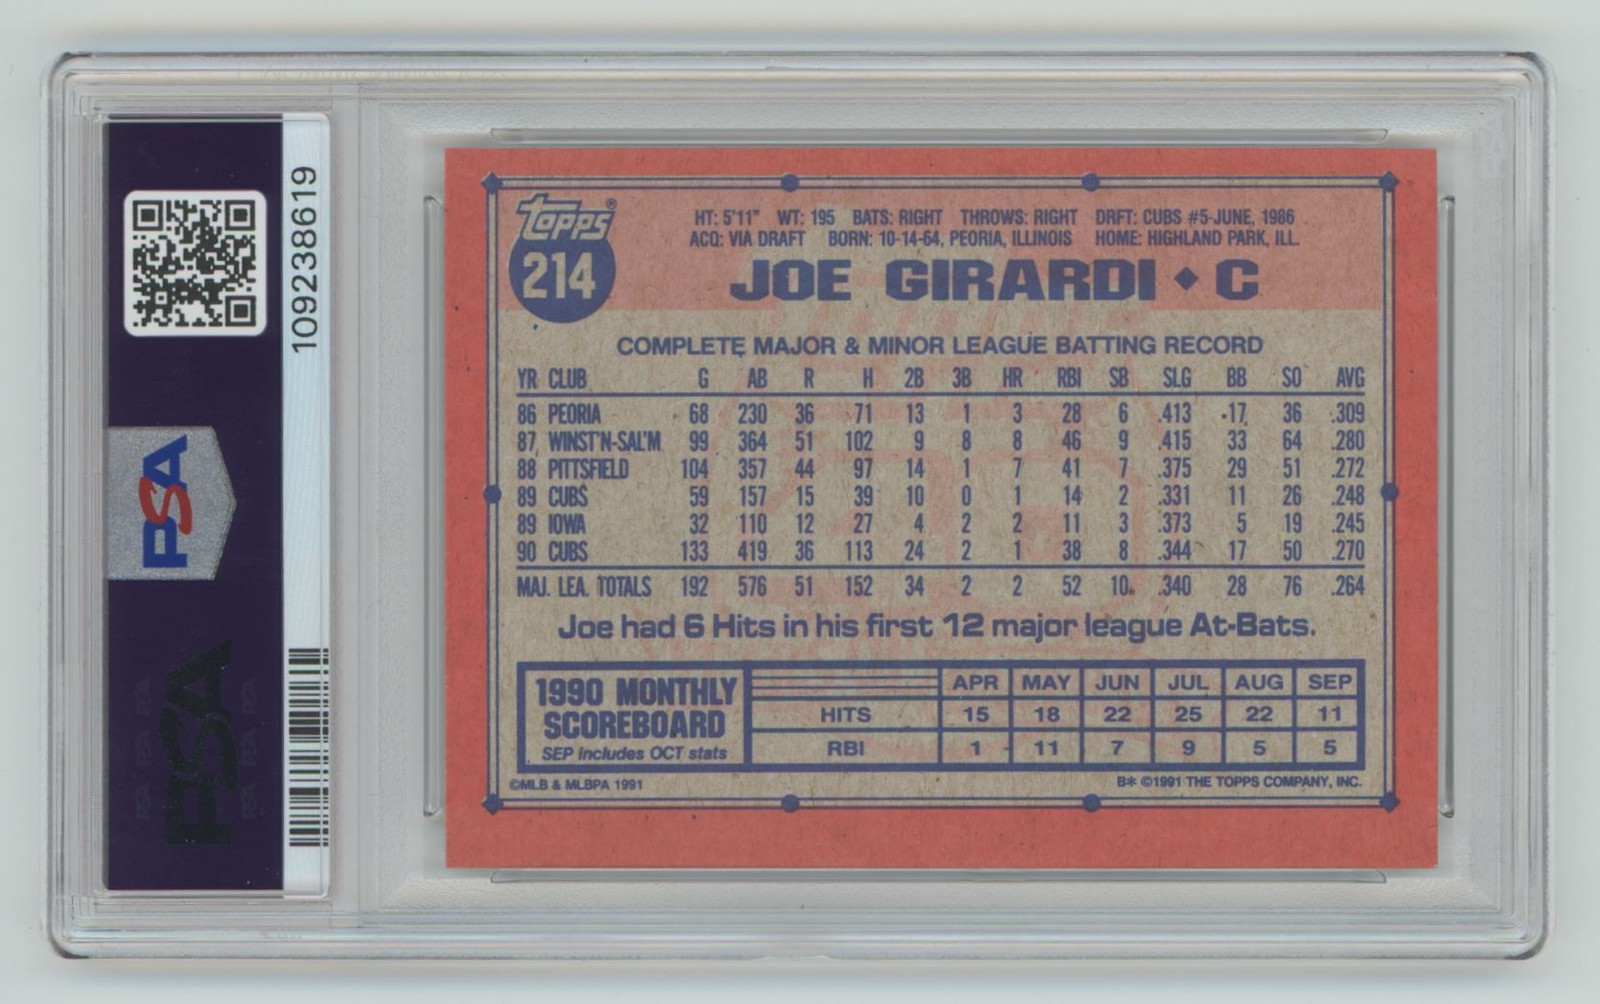 109238619
PSA
PSA
Topps®
214
HT: 5'11" WT: 195 BATS: RIGHT THROWS: RIGHT DRFT: CUBS #5-JUNE, 1986
ACQ: VIA DRAFT BORN: 10-14-64, PEORIA, ILLINOIS HOME: HIGHLAND PARK, ILL.
JOE GIRARDI ◆ C
COMPLETE MAJOR & MINOR LEAGUE BATTING RECORD
YR CLUB G AB R H 2B 3B HR RBI SB SLG BB SO AVG
86 PEORIA 68 230 36 71 13 1 3 28 6 .413 17 36 .309
87 WINST'N-SAL'M 99 364 51 102 9 8 8 46 9 .415 33 64 .280
88 PITTSFIELD 104 357 44 97 14 1 7 41 7 .375 29 51 .272
89 CUBS 59 157 15 39 10 0 1 14 2 .331 11 26 .248
89 IOWA 32 110 12 27 4 2 2 11 3 .373 5 19 .245
90 CUBS 133 419 36 113 24 2 1 38 8 .344 17 50 .270
MAJ. LEA. TOTALS 192 576 51 152 34 2 2 52 10 .340 28 76 .264
Joe had 6 Hits in his first 12 major league At-Bats.
1990 MONTHLY
SCOREBOARD
SEP includes OCT stats
APR MAY JUN JUL AUG SEP
HITS 15 18 22 25 22 11
RBI 1 11 7 9 5 5
©MLB & MLBPA 1991
B* ©1991 THE TOPPS COMPANY, INC.